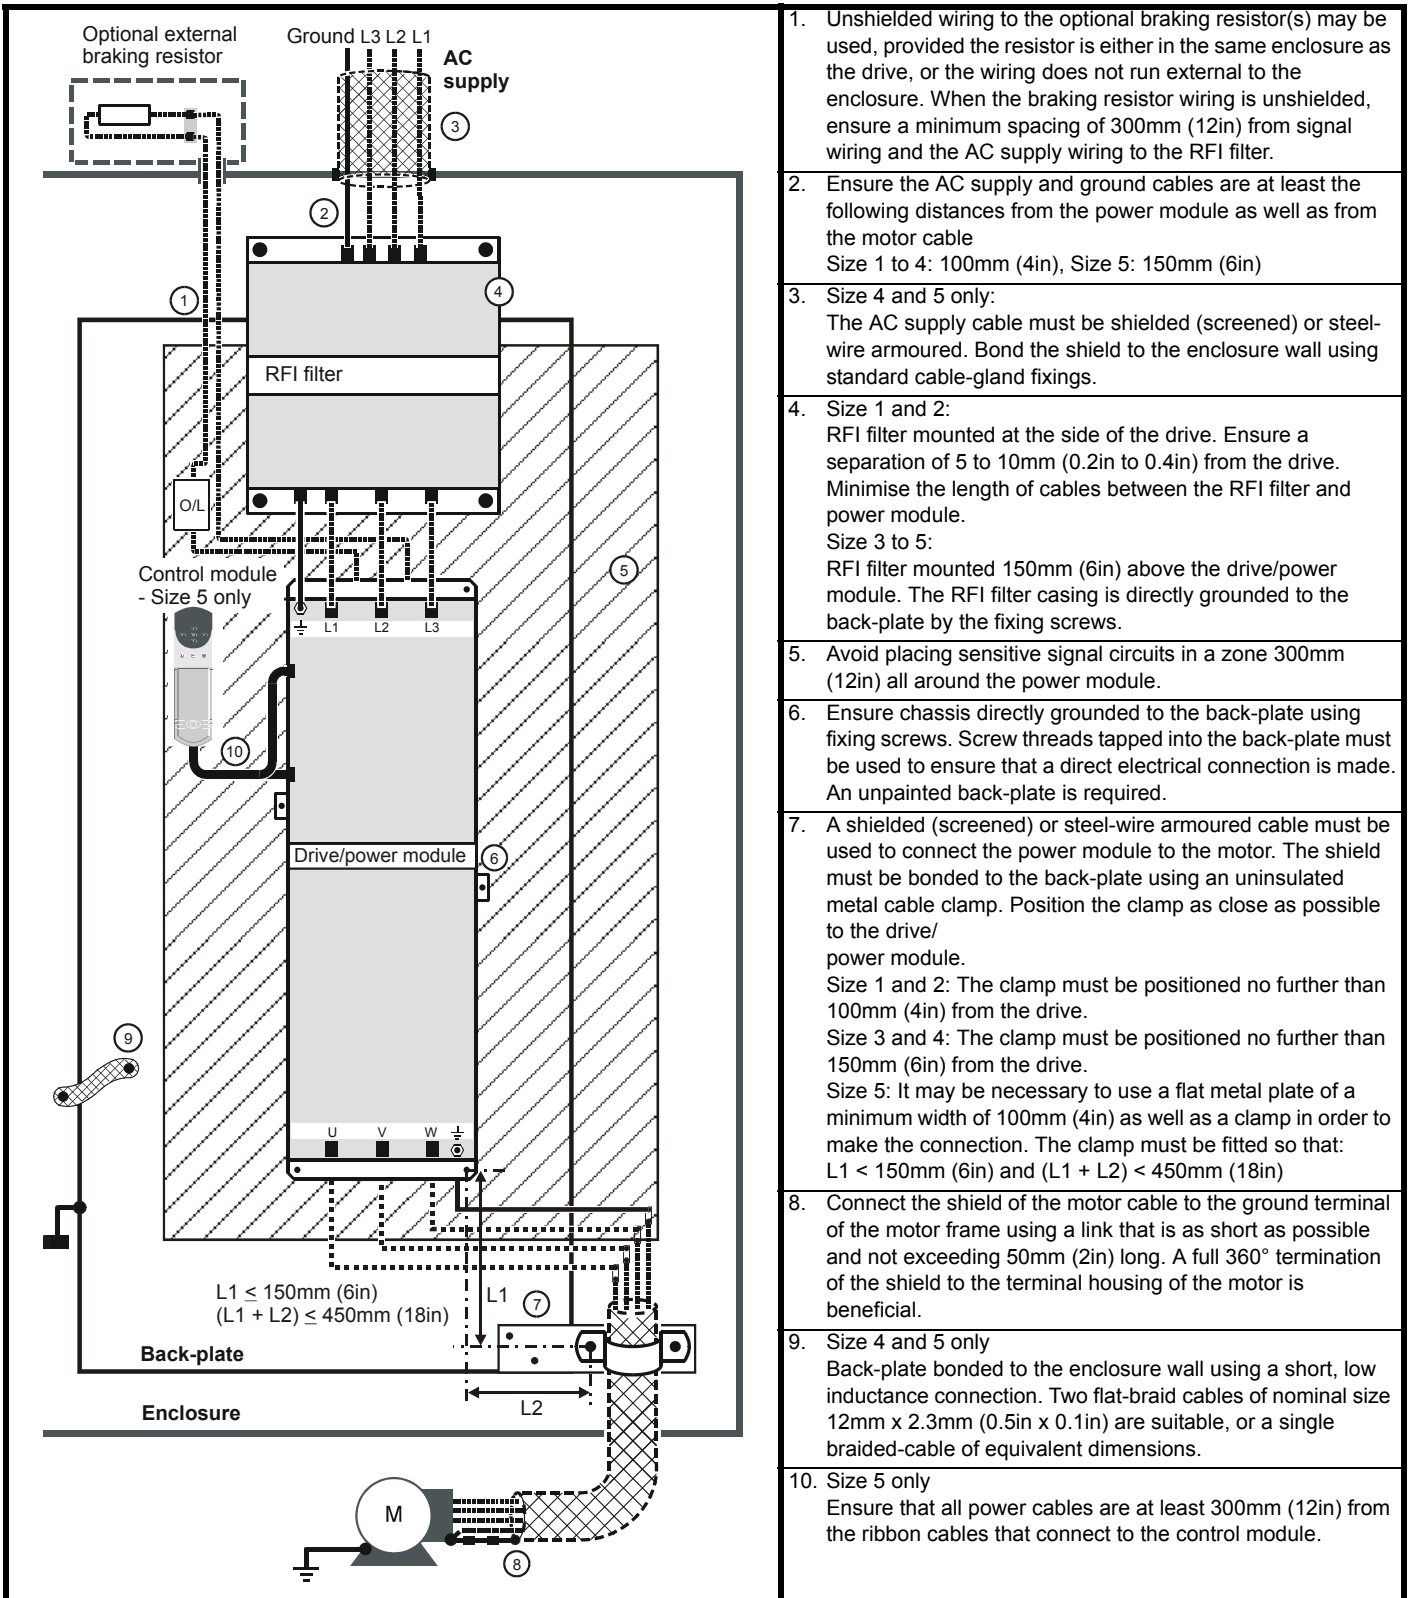 Optional external
braking resistor
Ground L3 L2 L1
AC
supply
3
2
1
4
RFI filter
O/L
5
Control module
- Size 5 only
L1 L2 L3
10
Drive/power module
6
9
U V W
L1 ≤ 150mm (6in)
(L1 + L2) ≤ 450mm (18in)
L1
7
Back-plate
L2
Enclosure
M
8
1. Unshielded wiring to the optional braking resistor(s) may be
used, provided the resistor is either in the same enclosure as
the drive, or the wiring does not run external to the
enclosure. When the braking resistor wiring is unshielded,
ensure a minimum spacing of 300mm (12in) from signal
wiring and the AC supply wiring to the RFI filter.
2. Ensure the AC supply and ground cables are at least the
following distances from the power module as well as from
the motor cable
Size 1 to 4: 100mm (4in), Size 5: 150mm (6in)
3. Size 4 and 5 only:
The AC supply cable must be shielded (screened) or steel-
wire armoured. Bond the shield to the enclosure wall using
standard cable-gland fixings.
4. Size 1 and 2:
RFI filter mounted at the side of the drive. Ensure a
separation of 5 to 10mm (0.2in to 0.4in) from the drive.
Minimise the length of cables between the RFI filter and
power module.
Size 3 to 5:
RFI filter mounted 150mm (6in) above the drive/power
module. The RFI filter casing is directly grounded to the
back-plate by the fixing screws.
5. Avoid placing sensitive signal circuits in a zone 300mm
(12in) all around the power module.
6. Ensure chassis directly grounded to the back-plate using
fixing screws. Screw threads tapped into the back-plate must
be used to ensure that a direct electrical connection is made.
An unpainted back-plate is required.
7. A shielded (screened) or steel-wire armoured cable must be
used to connect the power module to the motor. The shield
must be bonded to the back-plate using an uninsulated
metal cable clamp. Position the clamp as close as possible
to the drive/
power module.
Size 1 and 2: The clamp must be positioned no further than
100mm (4in) from the drive.
Size 3 and 4: The clamp must be positioned no further than
150mm (6in) from the drive.
Size 5: It may be necessary to use a flat metal plate of a
minimum width of 100mm (4in) as well as a clamp in order to
make the connection. The clamp must be fitted so that:
L1 < 150mm (6in) and (L1 + L2) < 450mm (18in)
8. Connect the shield of the motor cable to the ground terminal
of the motor frame using a link that is as short as possible
and not exceeding 50mm (2in) long. A full 360° termination
of the shield to the terminal housing of the motor is
beneficial.
9. Size 4 and 5 only
Back-plate bonded to the enclosure wall using a short, low
inductance connection. Two flat-braid cables of nominal size
12mm x 2.3mm (0.5in x 0.1in) are suitable, or a single
braided-cable of equivalent dimensions.
10. Size 5 only
Ensure that all power cables are at least 300mm (12in) from
the ribbon cables that connect to the control module.